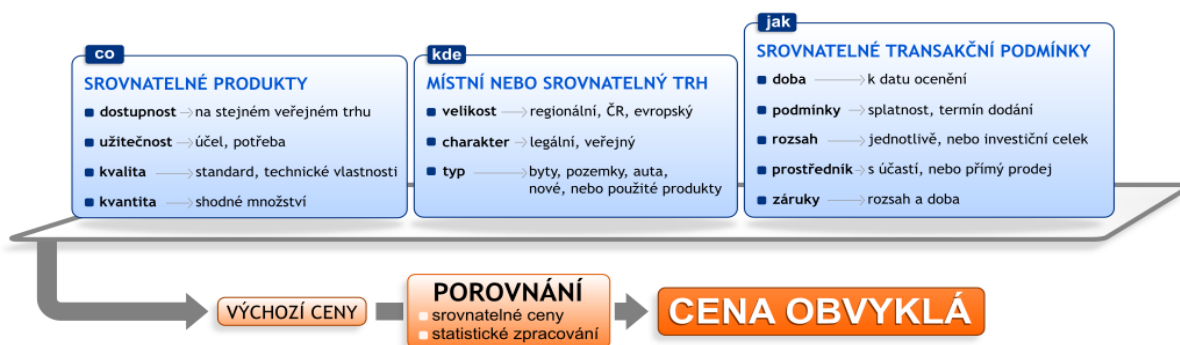 co
SROVNATELNÉ PRODUKTY
dostupnost na stejném veřejném trhu
užitečnost účel, potřeba
kvalita standard, technické vlastnosti
kvantita shodné množství
kde
MÍSTNÍ NEBO SROVNATELNÝ TRH
velikost regionální, ČR, evropský
charakter legální, veřejný
typ byty, pozemky, auta,
nové, nebo použité produkty
jak
SROVNATELNÉ TRANSAKČNÍ PODMÍNKY
doba k datu ocenění
podmínky splatnost, termín dodání
rozsah jednotlivě, nebo investiční celek
prostředník s účastí, nebo přímý prodej
záruky rozsah a doba
VÝCHOZÍ CENY
POROVNÁNÍ
srovnatelné ceny
statistické zpracování
CENA OBVYKLÁ